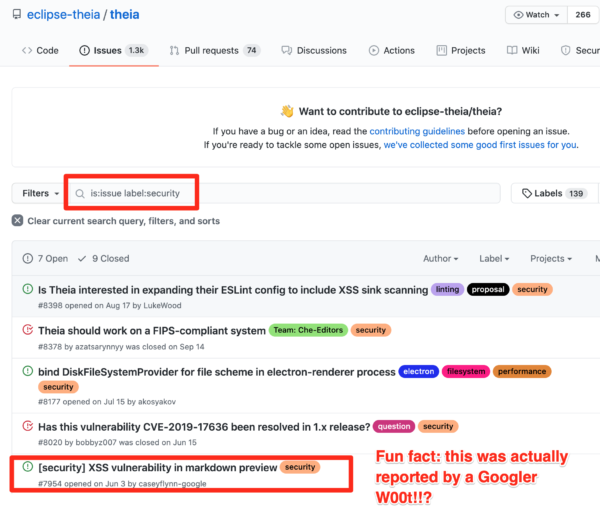 eclipse-theia / theia
Watch 266
Code Issues 1.3k Pull requests 74 Discussions Actions Projects Wiki Secur
Want to contribute to eclipse-theia/theia?
If you have a bug or an idea, read the contributing guidelines before opening an issue.
If you're ready to tackle some open issues, we've collected some good first issues for you.
Filters is:issue label:security Labels 139
Clear current search query, filters, and sorts
7 Open 9 Closed Author Label Projects M
Is Theia interested in expanding their ESLint config to include XSS sink scanning linting proposal security
#8398 opened on Aug 17 by LukeWood
Theia should work on a FIPS-compliant system Team: Che-Editors security
#8378 by azatsarynnyy was closed on Sep 14
bind DiskFileSystemProvider for file scheme in electron-renderer process electron filesystem performance
security
#8177 opened on Jul 15 by akosyakov
Has this vulnerability CVE-2019-17636 been resolved in 1.x release? question security
#8020 by bobbyz007 was closed on Jun 15
[security] XSS vulnerability in markdown preview security
#7954 opened on Jun 3 by caseyflynn-google
Fun fact: this was actually
reported by a Googler
W00t!!?